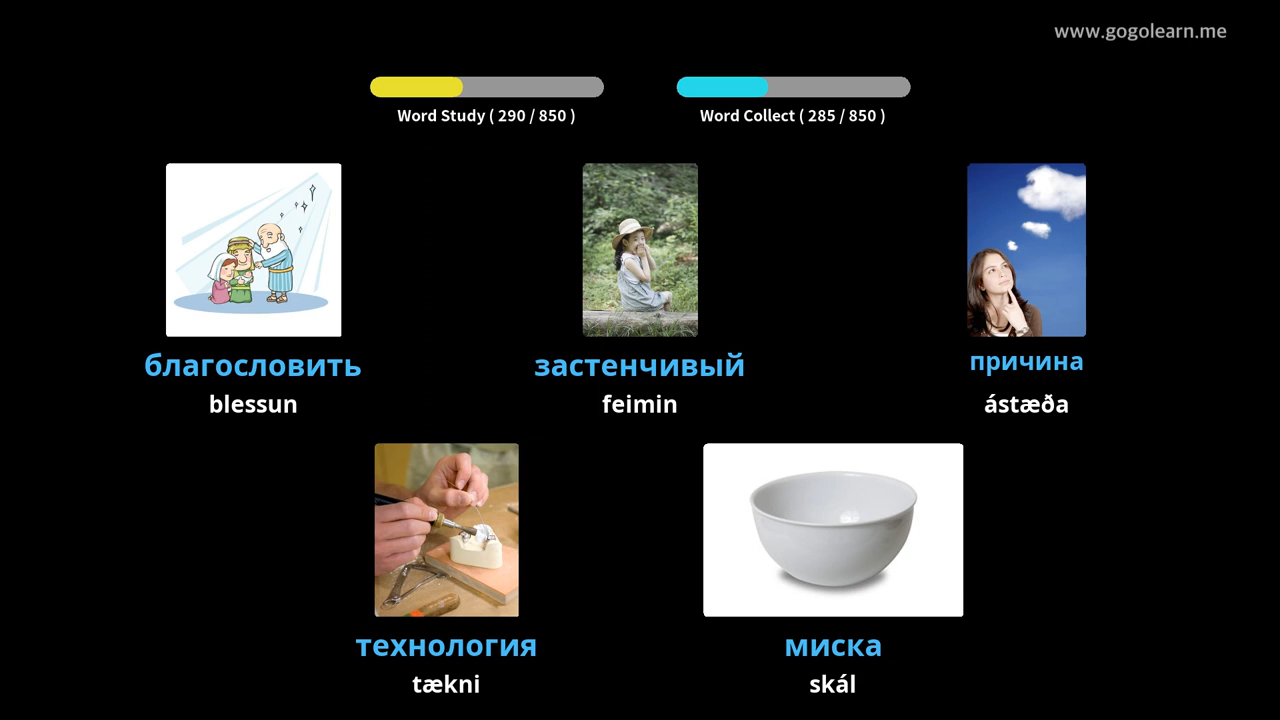 www.gogolearn.me
Word Study ( 290 / 850 )
Word Collect ( 285 / 850 )
благословить
blessun
застенчивый
feimin
причина
ástæða
технология
tækni
миска
skál